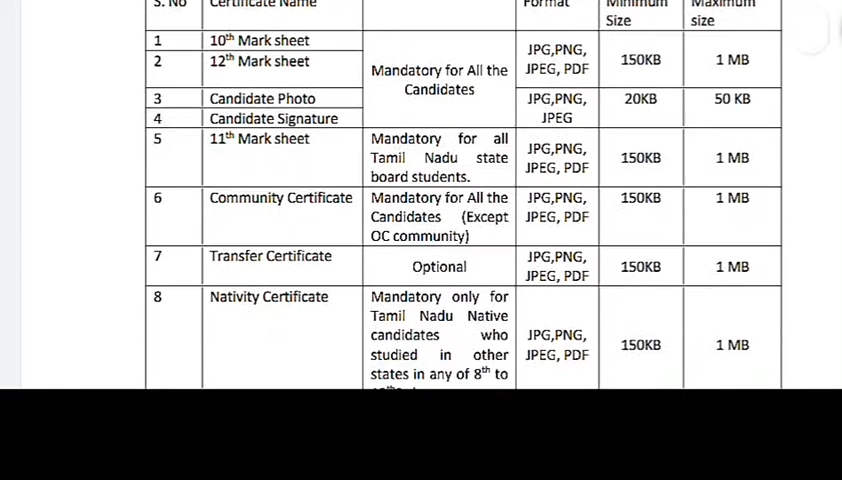 S. No Certificate Name Format Minimum Maximum
Size size
1 10th Mark sheet
2 12th Mark sheet
Mandatory for All the
Candidates
JPG,PNG,
JPEG, PDF
150KB 1 MB
3 Candidate Photo
4 Candidate Signature
JPG,PNG,
JPEG
20KB 50 KB
5 11th Mark sheet
Mandatory for all
Tamil Nadu state
board students.
JPG,PNG,
JPEG, PDF
150KB 1 MB
6 Community Certificate
Mandatory for All the
Candidates (Except
OC community)
JPG,PNG,
JPEG, PDF
150KB 1 MB
7 Transfer Certificate
Optional
JPG,PNG,
JPEG, PDF
150KB 1 MB
8 Nativity Certificate
Mandatory only for
Tamil Nadu Native
candidates who
studied in other
states in any of 8th to
JPG,PNG,
JPEG, PDF
150KB 1 MB